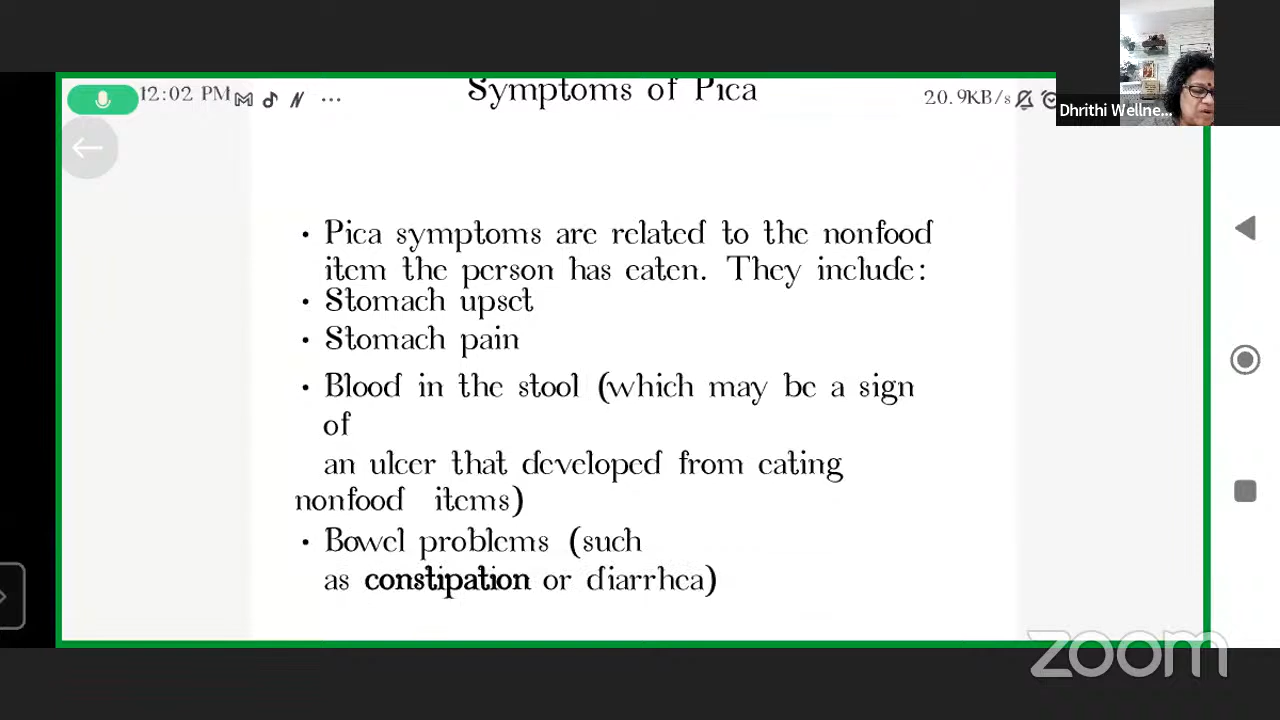 12:02 PM
20.9KB/s
Dhrithi Wellne...
Symptoms of Pica
• Pica symptoms are related to the nonfood
item the person has eaten. They include:
• Stomach upset
• Stomach pain
• Blood in the stool (which may be a sign
of
an ulcer that developed from eating
nonfood items)
• Bowel problems (such
as constipation or diarrhea)
zoom